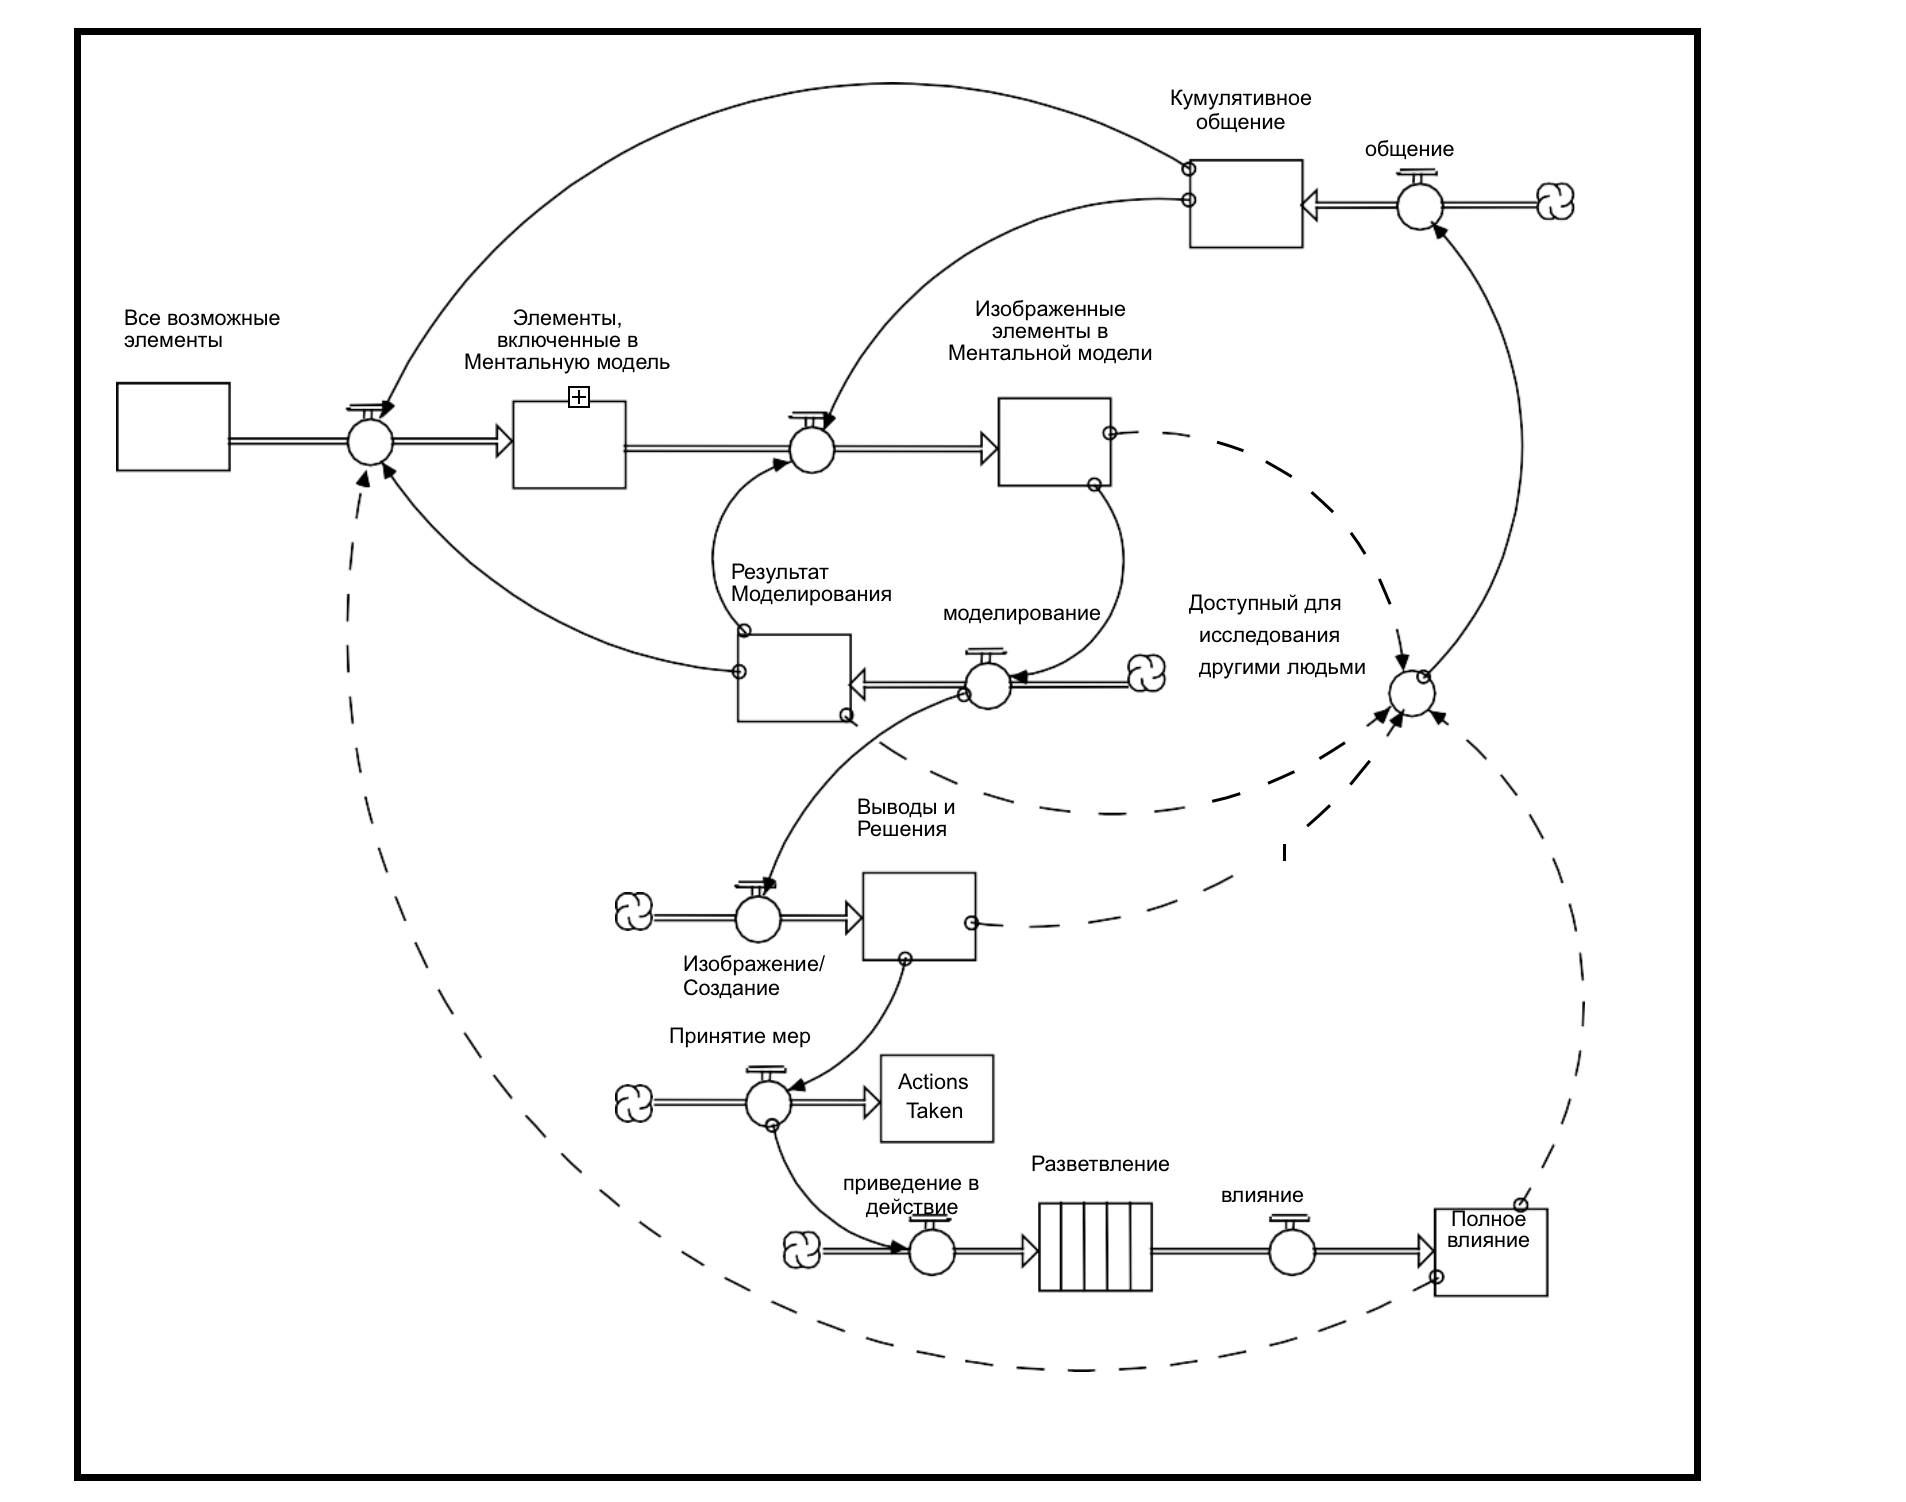 Кумулятивное
общение
общение
Все возможные
элементы
Элементы,
включенные в
Ментальную модель
Изображенные
элементы в
Ментальной модели
Результат
Моделирования
моделирование
Доступный для
исследования
другими людьми
Выводы и
Решения
Изображение/
Создание
Принятие мер
Actions
Taken
приведение в
действие
Разветвление
влияние
Полное
влияние